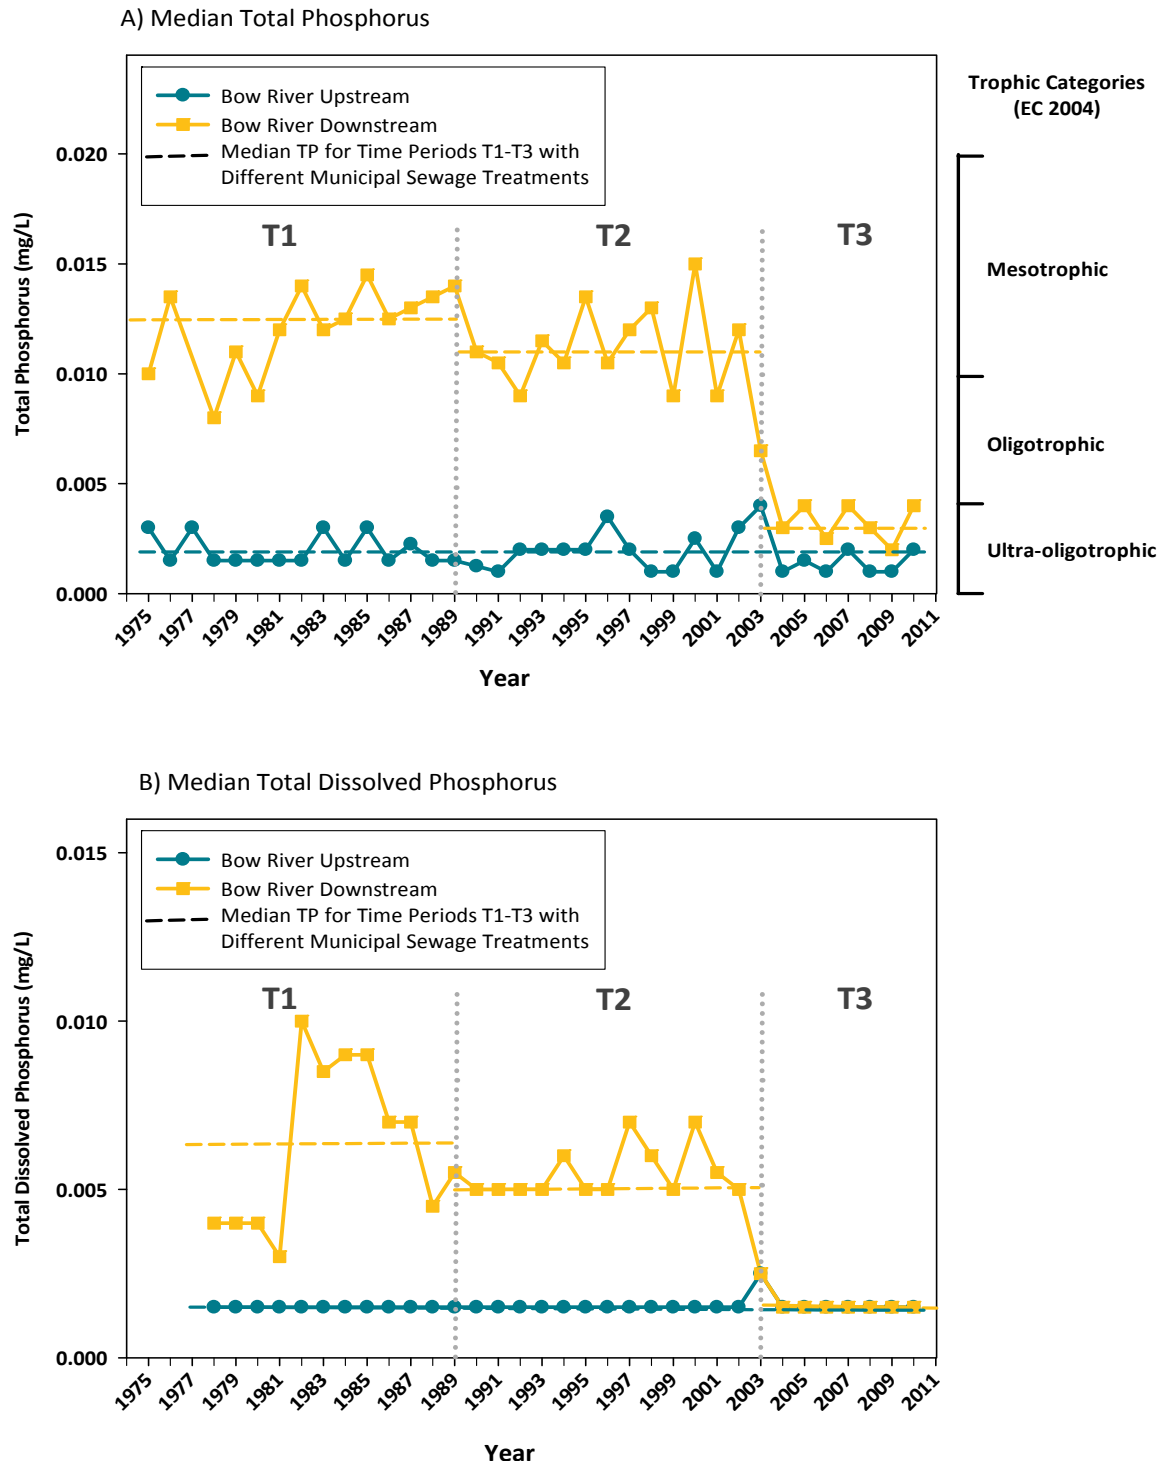 A) Median Total Phosphorus
Bow River Upstream
Bow River Downstream
Median TP for Time Periods T1-T3 with
Different Municipal Sewage Treatments
Trophic Categories
(EC 2004)
T1
T2
T3
0.020
0.015
0.010
0.005
0.000
Total Phosphorus (mg/L)
Mesotrophic
Oligotrophic
Ultra-oligotrophic
1975
1977
1979
1981
1983
1985
1987
1989
1991
1993
1995
1997
1999
2001
2003
2005
2007
2009
2011
Year
B) Median Total Dissolved Phosphorus
Bow River Upstream
Bow River Downstream
Median TP for Time Periods T1-T3 with
Different Municipal Sewage Treatments
T1
T2
T3
0.015
0.010
0.005
0.000
Total Dissolved Phosphorus (mg/L)
1975
1977
1979
1981
1983
1985
1987
1989
1991
1993
1995
1997
1999
2001
2003
2005
2007
2009
2011
Year